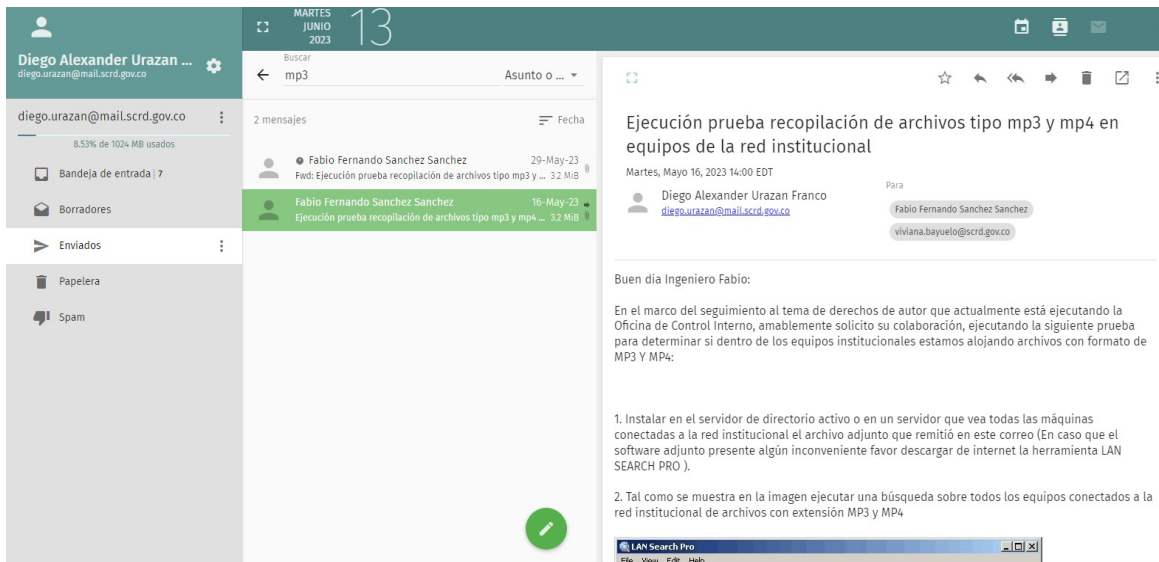 Diego Alexander Urazan ...
diego.urazan@mail.scrd.gov.co
diego.urazan@mail.scrd.gov.co
8.53% de 1024 MB usados
Bandeja de entrada | 7
Borradores
Enviados
Papelera
Spam
MARTES
JUNIO
2023
13
Buscar
mp3
Asunto o ...
2 mensajes
Fecha
Fabio Fernando Sanchez Sanchez 29-May-23
Fwd: Ejecución prueba recopilación de archivos tipo mp3 y ... 3.2 MiB
Fabio Fernando Sanchez Sanchez 16-May-23
Ejecución prueba recopilación de archivos tipo mp3 y mp4 ... 3.2 MiB
Ejecución prueba recopilación de archivos tipo mp3 y mp4 en
equipos de la red institucional
Martes, Mayo 16, 2023 14:00 EDT
Diego Alexander Urazan Franco
diego.urazan@mail.scrd.gov.co
Para
Fabio Fernando Sanchez Sanchez
viviana.bayuelo@scrd.gov.co
Buen dia Ingeniero Fabio:
En el marco del seguimiento al tema de derechos de autor que actualmente está ejecutando la
Oficina de Control Interno, amablemente solicito su colaboración, ejecutando la siguiente prueba
para determinar si dentro de los equipos institucionales estamos alojando archivos con formato de
MP3 Y MP4:
1. Instalar en el servidor de directorio activo o en un servidor que vea todas las máquinas
conectadas a la red institucional el archivo adjunto que remitió en este correo (En caso que el
software adjunto presente algún inconveniente favor descargar de internet la herramienta LAN
SEARCH PRO ).
2. Tal como se muestra en la imagen ejecutar una búsqueda sobre todos los equipos conectados a la
red institucional de archivos con extensión MP3 y MP4
LAN Search Pro
File View Edit Help